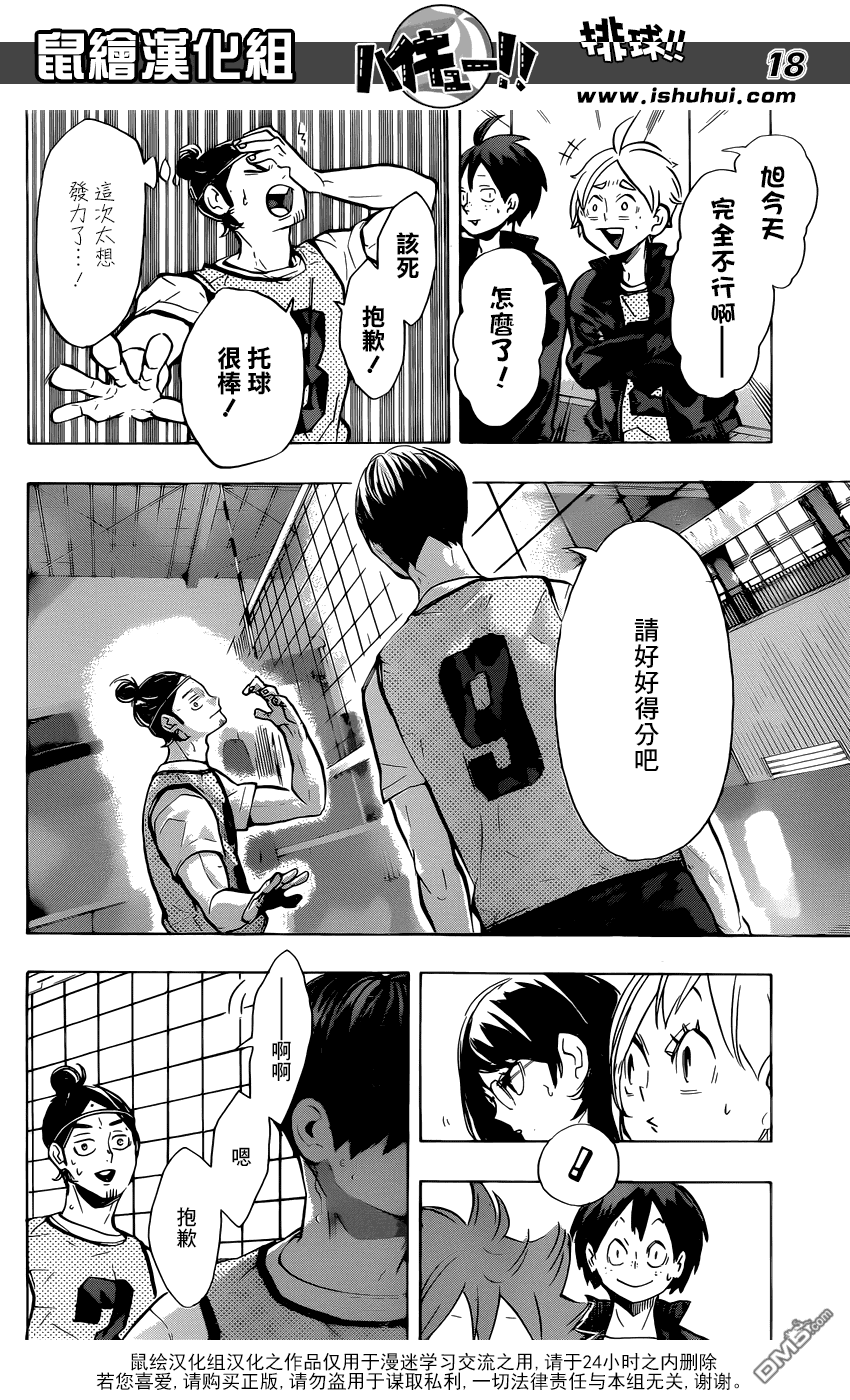 鼠繪漢化組
ハイキュー!!
排球!!
18
www.ishuhui.com
旭今天
完全不行啊——
怎麼了！
該死
抱歉！
托球
很棒！
這次太想
發力了…！
9
請好好得分吧
！
——啊啊
嗯
抱歉
鼠绘汉化组汉化之作品仅用于漫迷学习交流之用, 请于24小时之内删除
若您喜爱, 请购买正版, 请勿盗用于谋取私利, 一切法律责任与本组无关, 谢谢.
DM5.com